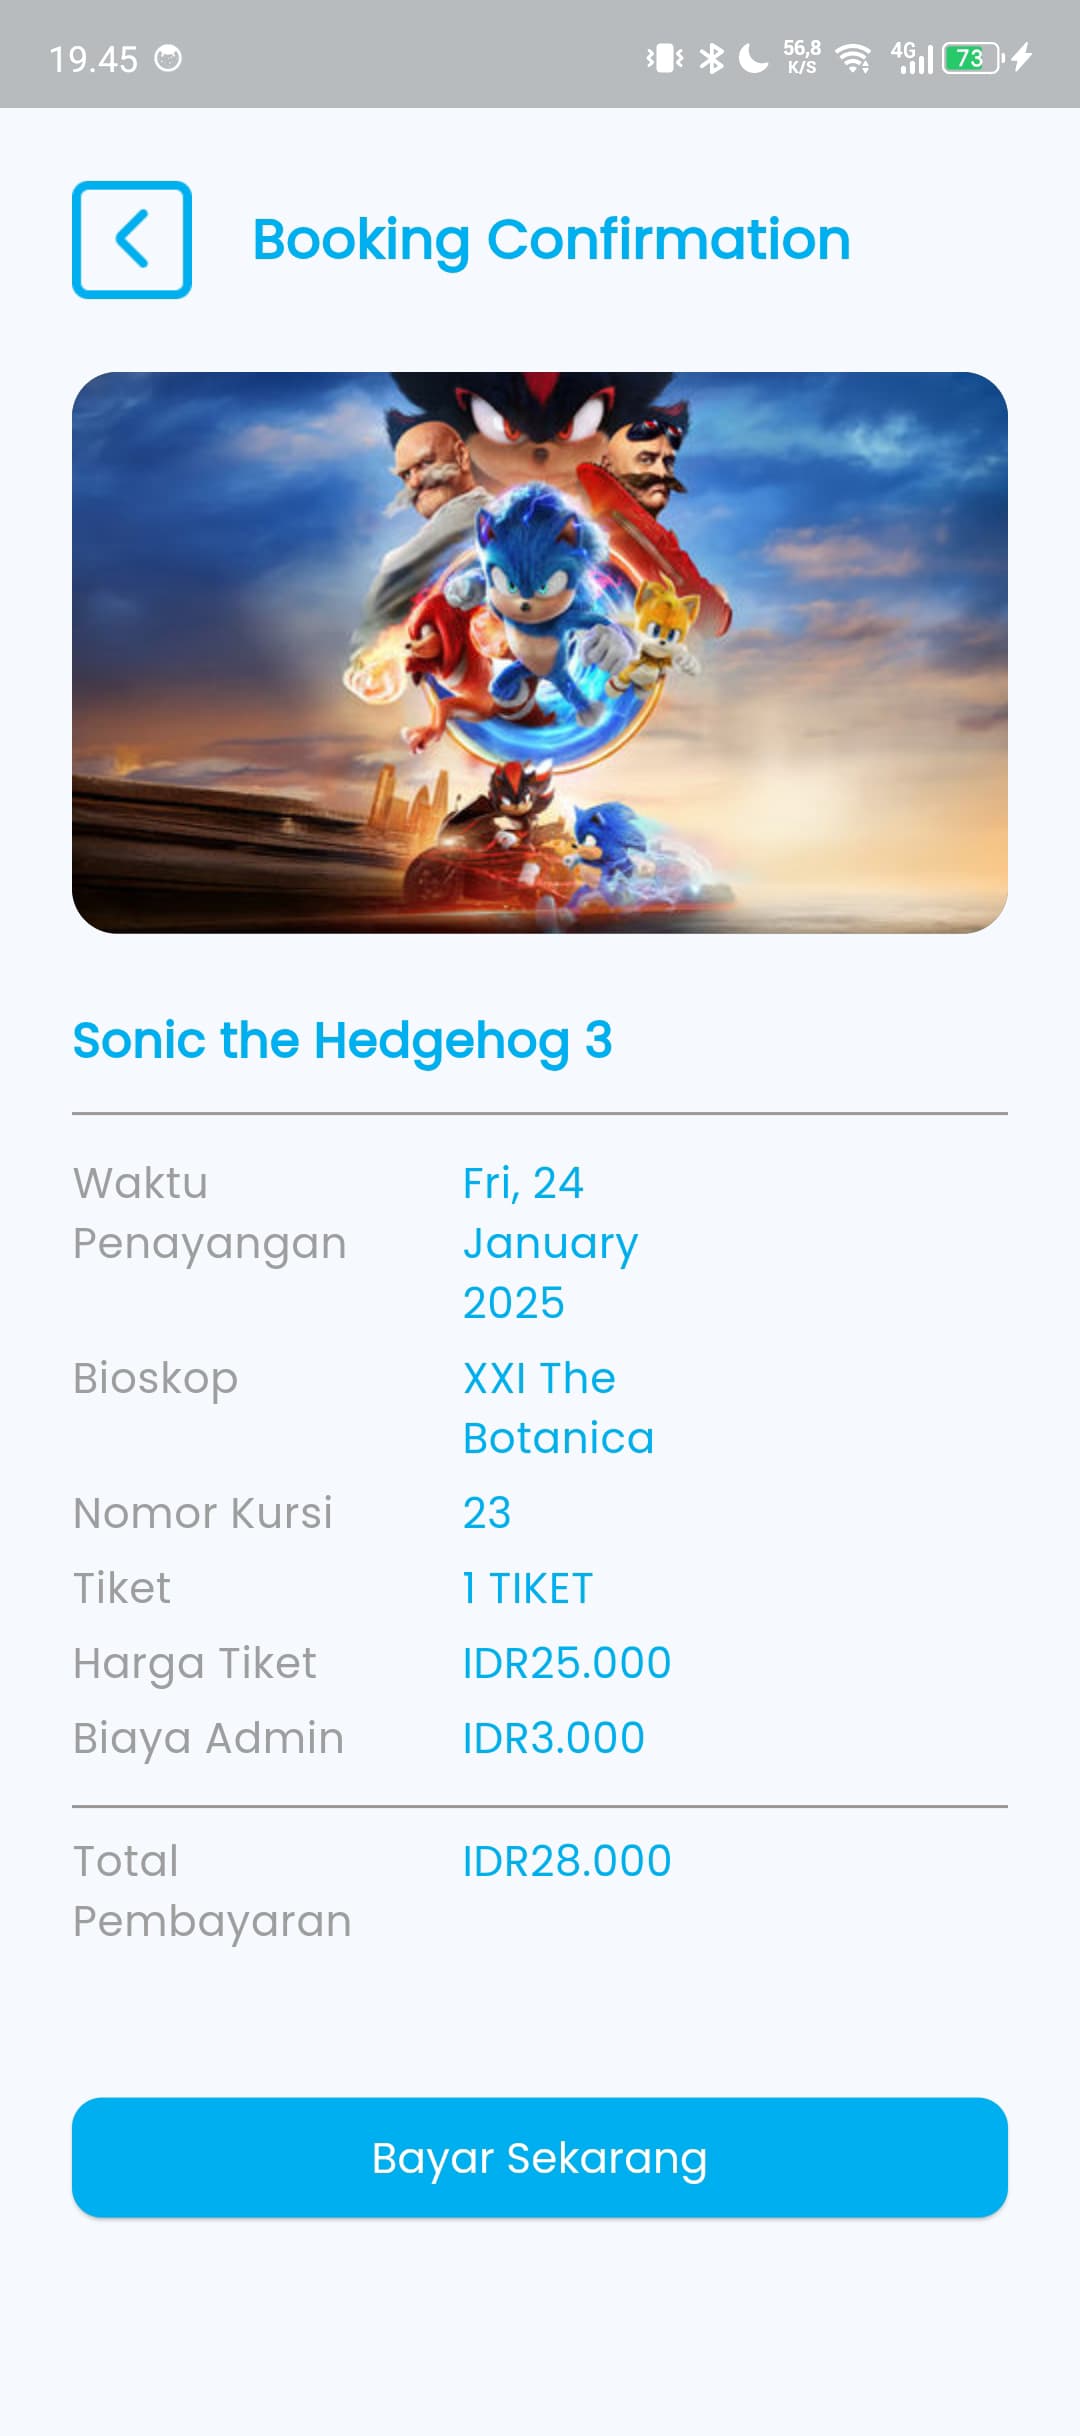 19.45
56,8
K/S
4G
73
Booking Confirmation
Sonic the Hedgehog 3
Waktu
Penayangan
Fri, 24
January
2025
Bioskop
XXI The
Botanica
Nomor Kursi
23
Tiket
1 TIKET
Harga Tiket
IDR25.000
Biaya Admin
IDR3.000
Total
Pembayaran
IDR28.000
Bayar Sekarang